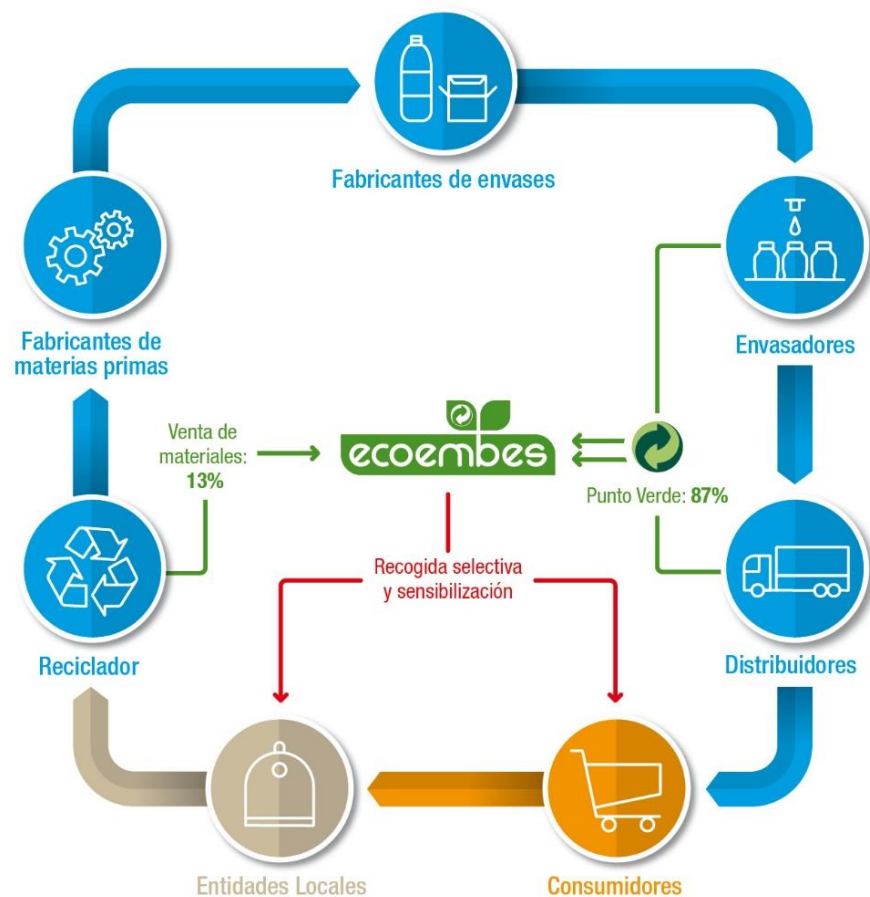 Fabricantes de envases
Fabricantes de
materias primas
Envasadores
Venta de
materiales:
13%
ecoembes
Punto Verde: 87%
Recogida selectiva
y sensibilización
Reciclador
Distribuidores
Entidades Locales
Consumidores